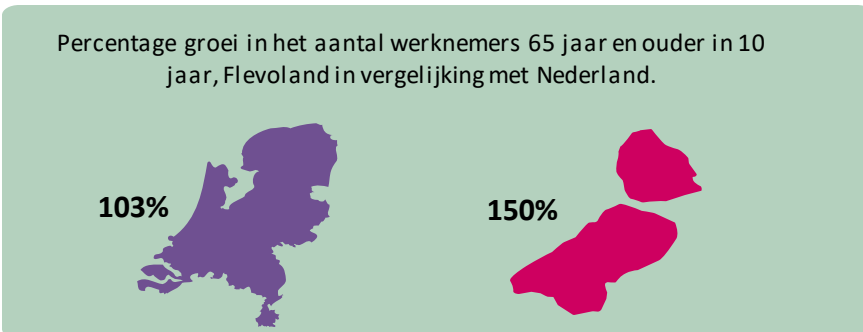 Percentage groei in het aantal werknemers 65 jaar en ouder in 10
jaar, Flevoland in vergelijking met Nederland.
103%
150%